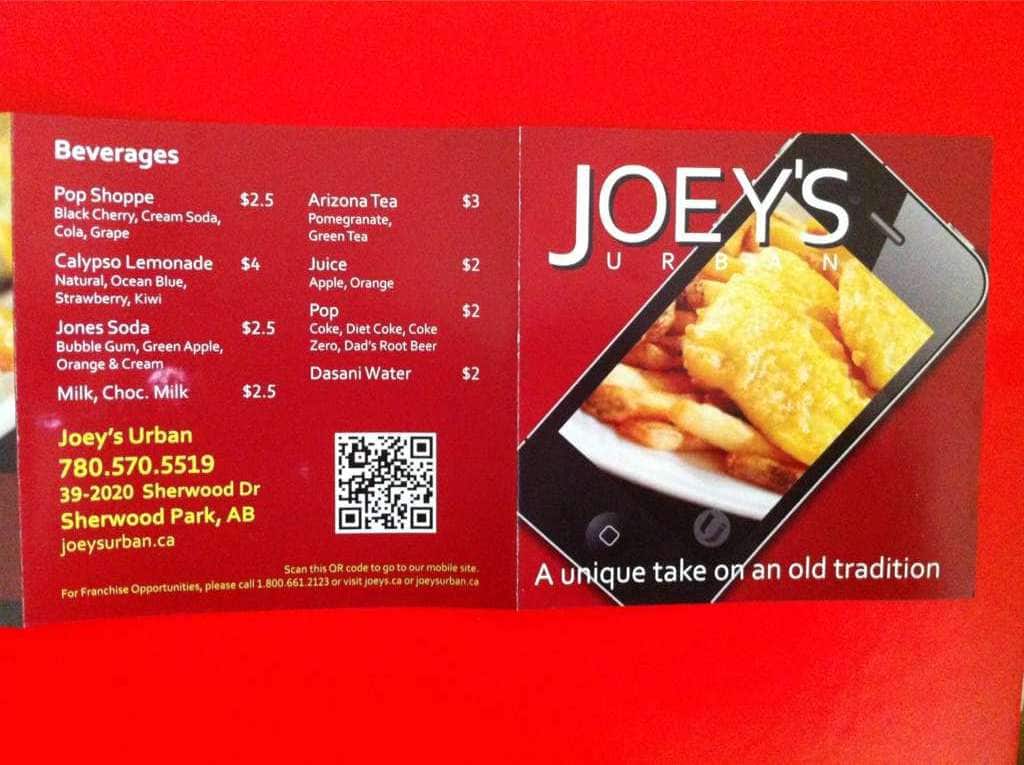 Beverages
Pop Shoppe $2.5
Black Cherry, Cream Soda,
Cola, Grape
Calypso Lemonade $4
Natural, Ocean Blue,
Strawberry, Kiwi
Jones Soda $2.5
Bubble Gum, Green Apple,
Orange & Cream
Milk, Choc. Milk $2.5
Arizona Tea $3
Pomegranate,
Green Tea
Juice $2
Apple, Orange
Pop $2
Coke, Diet Coke, Coke
Zero, Dad's Root Beer
Dasani Water $2
Joey's Urban
780.570.5519
39-2020 Sherwood Dr
Sherwood Park, AB
joeysurban.ca
Scan this QR code to go to our mobile site.
For Franchise Opportunities, please call 1.800.661.2123 or visit joeys.ca or joeysurban.ca
JOEY'S
URBAN
Uj
A unique take on an old tradition